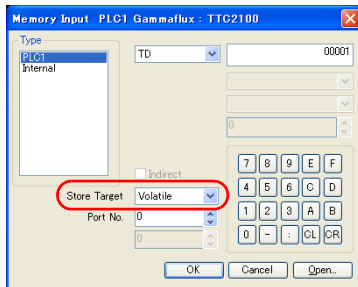 Memory Input PLC1 Gammaflux : TTC2100
Type
PLC1
Internal
TD
00001
0
Indirect
Store Target Volatile
Port No. 0
0
7 8 9 E F
4 5 6 C D
1 2 3 A B
0 - : CL CR
OK Cancel Open..